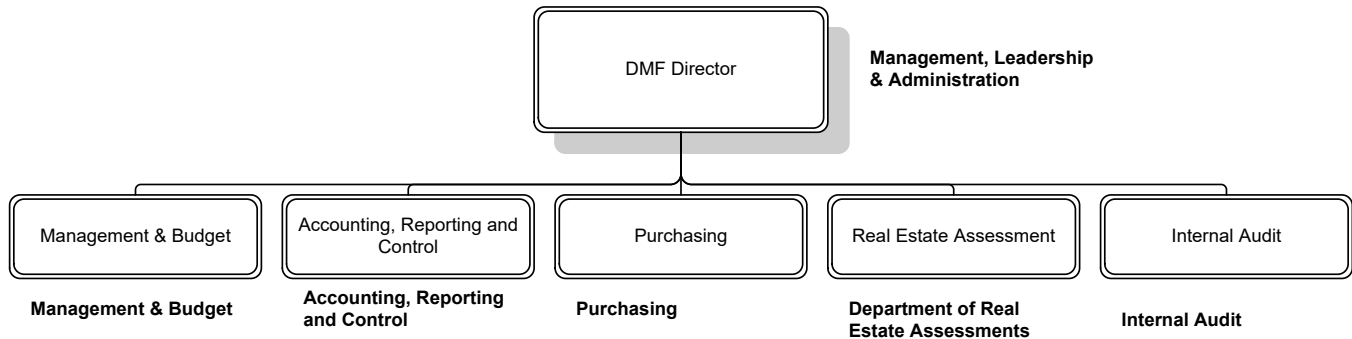 DMF Director
Management, Leadership
& Administration
Management & Budget
Accounting, Reporting and
Control
Purchasing
Real Estate Assessment
Internal Audit
Management & Budget
Accounting, Reporting
and Control
Purchasing
Department of Real
Estate Assessments
Internal Audit